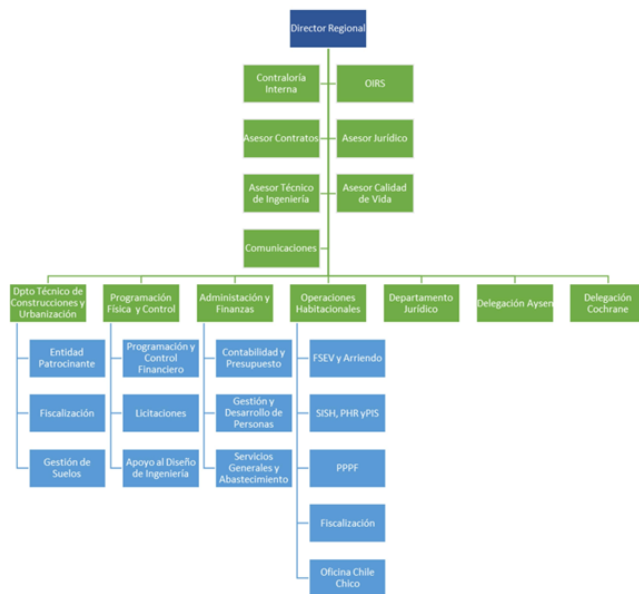 Director Regional
Contraloría
Interna
OIRS
Asesor Contratos
Asesor Jurídico
Asesor Técnico
de Ingeniería
Asesor Calidad
de Vida
Comunicaciones
Dpto Técnico de
Construcciones y
Urbanización
Programación
Física y Control
Administación y
Finanzas
Operaciones
Habitacionales
Departamento
Jurídico
Delegación Aysen
Delegación
Cochrane
Entidad
Patrocinante
Fiscalización
Gestión de
Suelos
Programación y
Control
Financiero
Licitaciones
Apoyo al Diseño
de Ingeniería
Contabilidad y
Presupuesto
Gestión y
Desarrollo de
Personas
Servicios
Generales y
Abastecimiento
FSEV y Arriendo
SISH, PHR yPIS
PPPF
Fiscalización
Oficina Chile
Chico